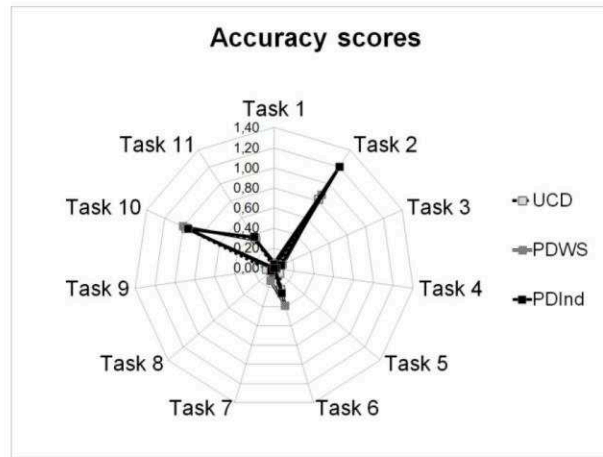 Accuracy scores
Task 1
Task 2
Task 3
Task 4
Task 5
Task 6
Task 7
Task 8
Task 9
Task 10
Task 11
1,40
1,20
1,00
0,80
0,60
0,40
0,20
0,00
UCD
PDWS
PDInd